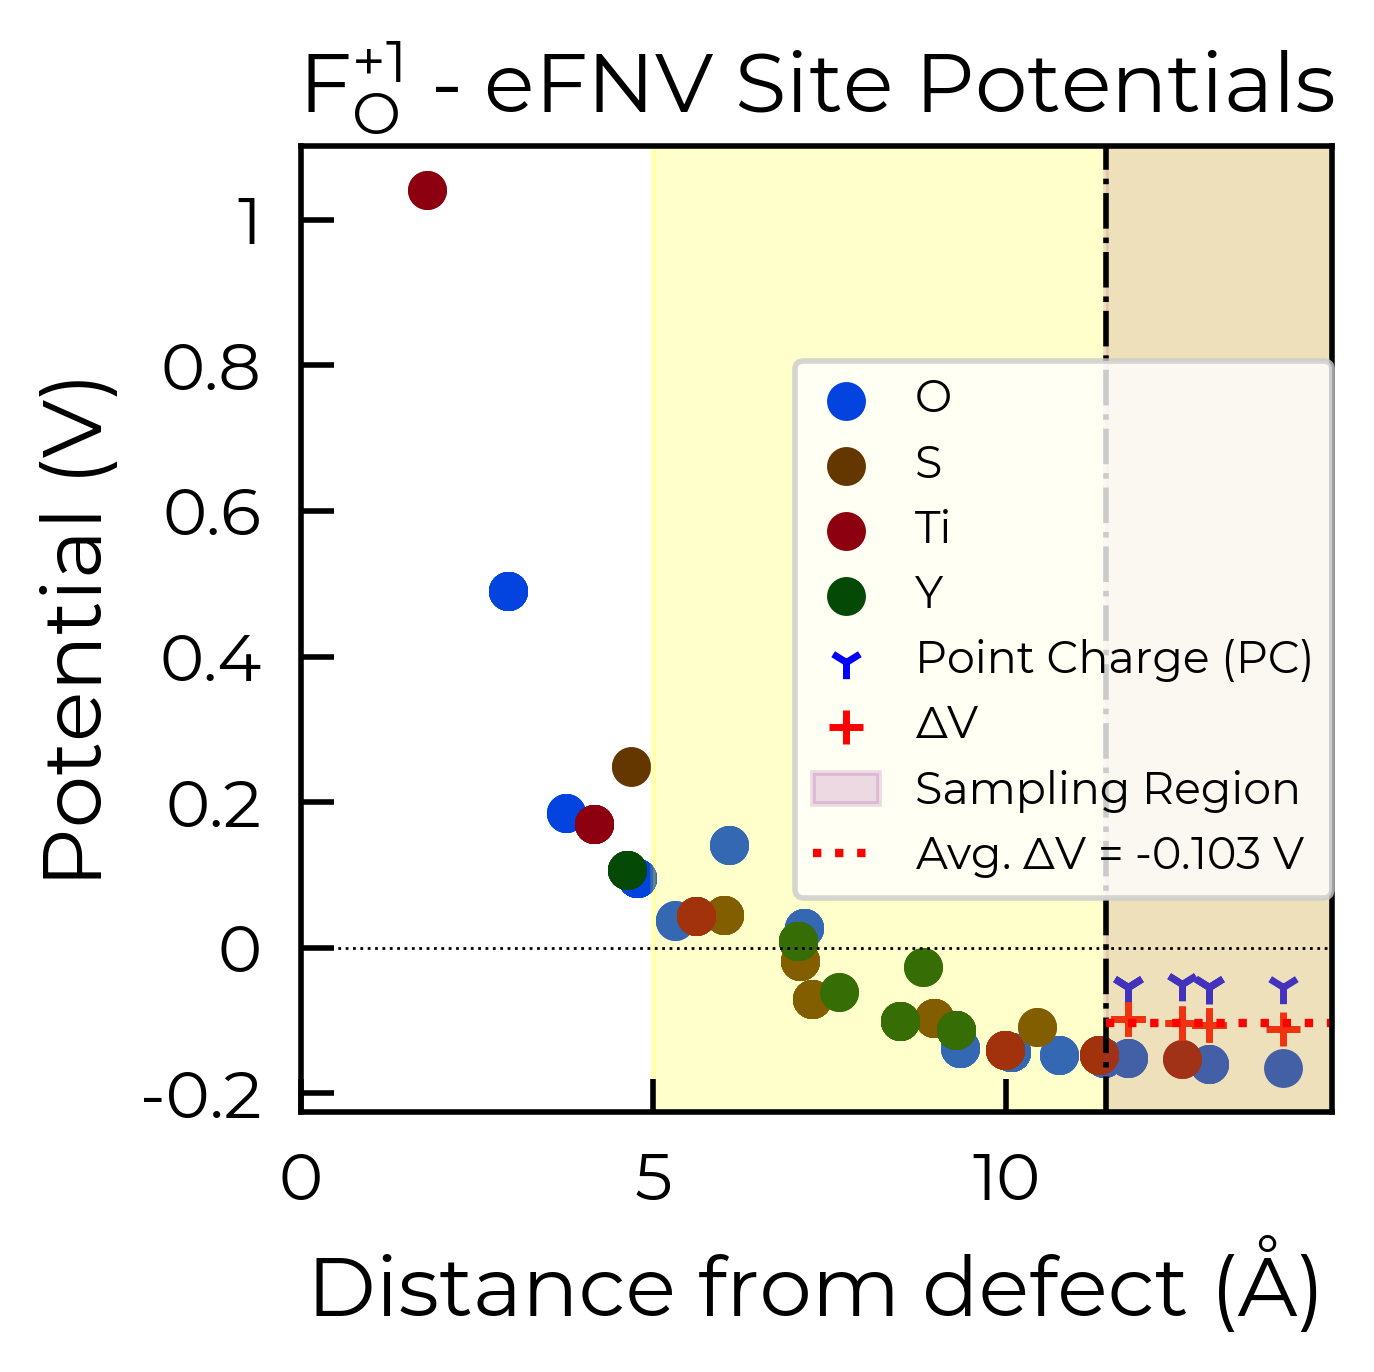 F_O^{+1} - eFNV Site Potentials
Potential (V)
1
0.8
0.6
0.4
0.2
0
-0.2
O
S
Ti
Y
Point Charge (PC)
ΔV
Sampling Region
Avg. ΔV = -0.103 V
0 5 10
Distance from defect (Å)